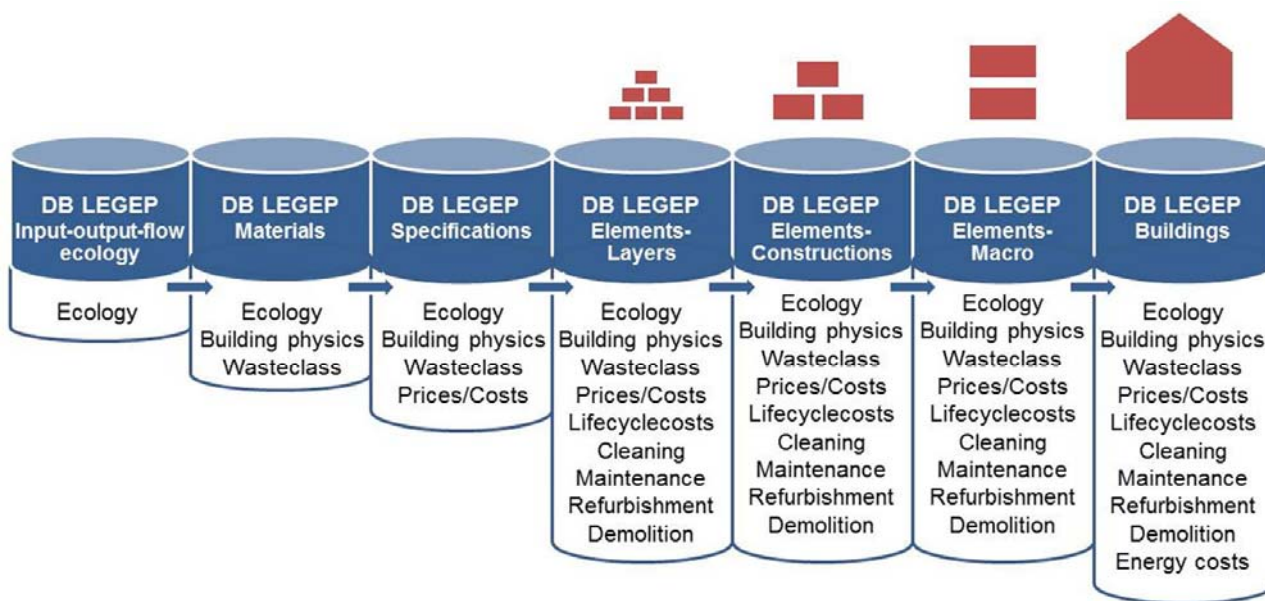 DB LEGEP
Input-output-flow
ecology
Ecology
DB LEGEP
Materials
Ecology
Building physics
Wasteclass
DB LEGEP
Specifications
Ecology
Building physics
Wasteclass
Prices/Costs
DB LEGEP
Elements-
Layers
Ecology
Building physics
Wasteclass
Prices/Costs
Lifecyclecosts
Cleaning
Maintenance
Refurbishment
Demolition
DB LEGEP
Elements-
Constructions
Ecology
Building physics
Wasteclass
Prices/Costs
Lifecyclecosts
Cleaning
Maintenance
Refurbishment
Demolition
DB LEGEP
Elements-
Macro
Ecology
Building physics
Wasteclass
Prices/Costs
Lifecyclecosts
Cleaning
Maintenance
Refurbishment
Demolition
DB LEGEP
Buildings
Ecology
Building physics
Wasteclass
Prices/Costs
Lifecyclecosts
Cleaning
Maintenance
Refurbishment
Demolition
Energy costs